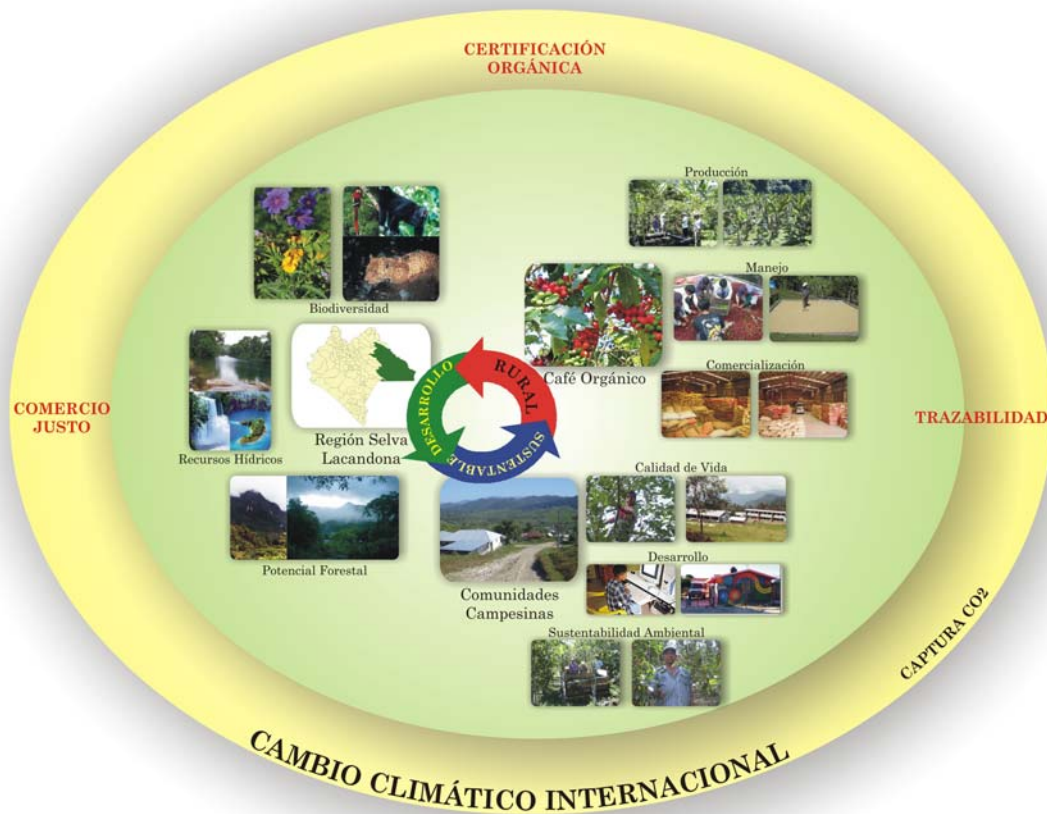 CERTIFICACIÓN
ORGÁNICA
Producción
Manejo
Biodiversidad
Café Orgánico
Comercialización
COMERCIO
JUSTO
TRAZABILIDAD
DESARROLLO
RURAL
SUSTENTABLE
Región Selva
Lacandona
Recursos Hídricos
Calidad de Vida
Potencial Forestal
Desarrollo
Comunidades
Campesinas
Sustentabilidad Ambiental
CAPTURA CO2
CAMBIO CLIMÁTICO INTERNACIONAL